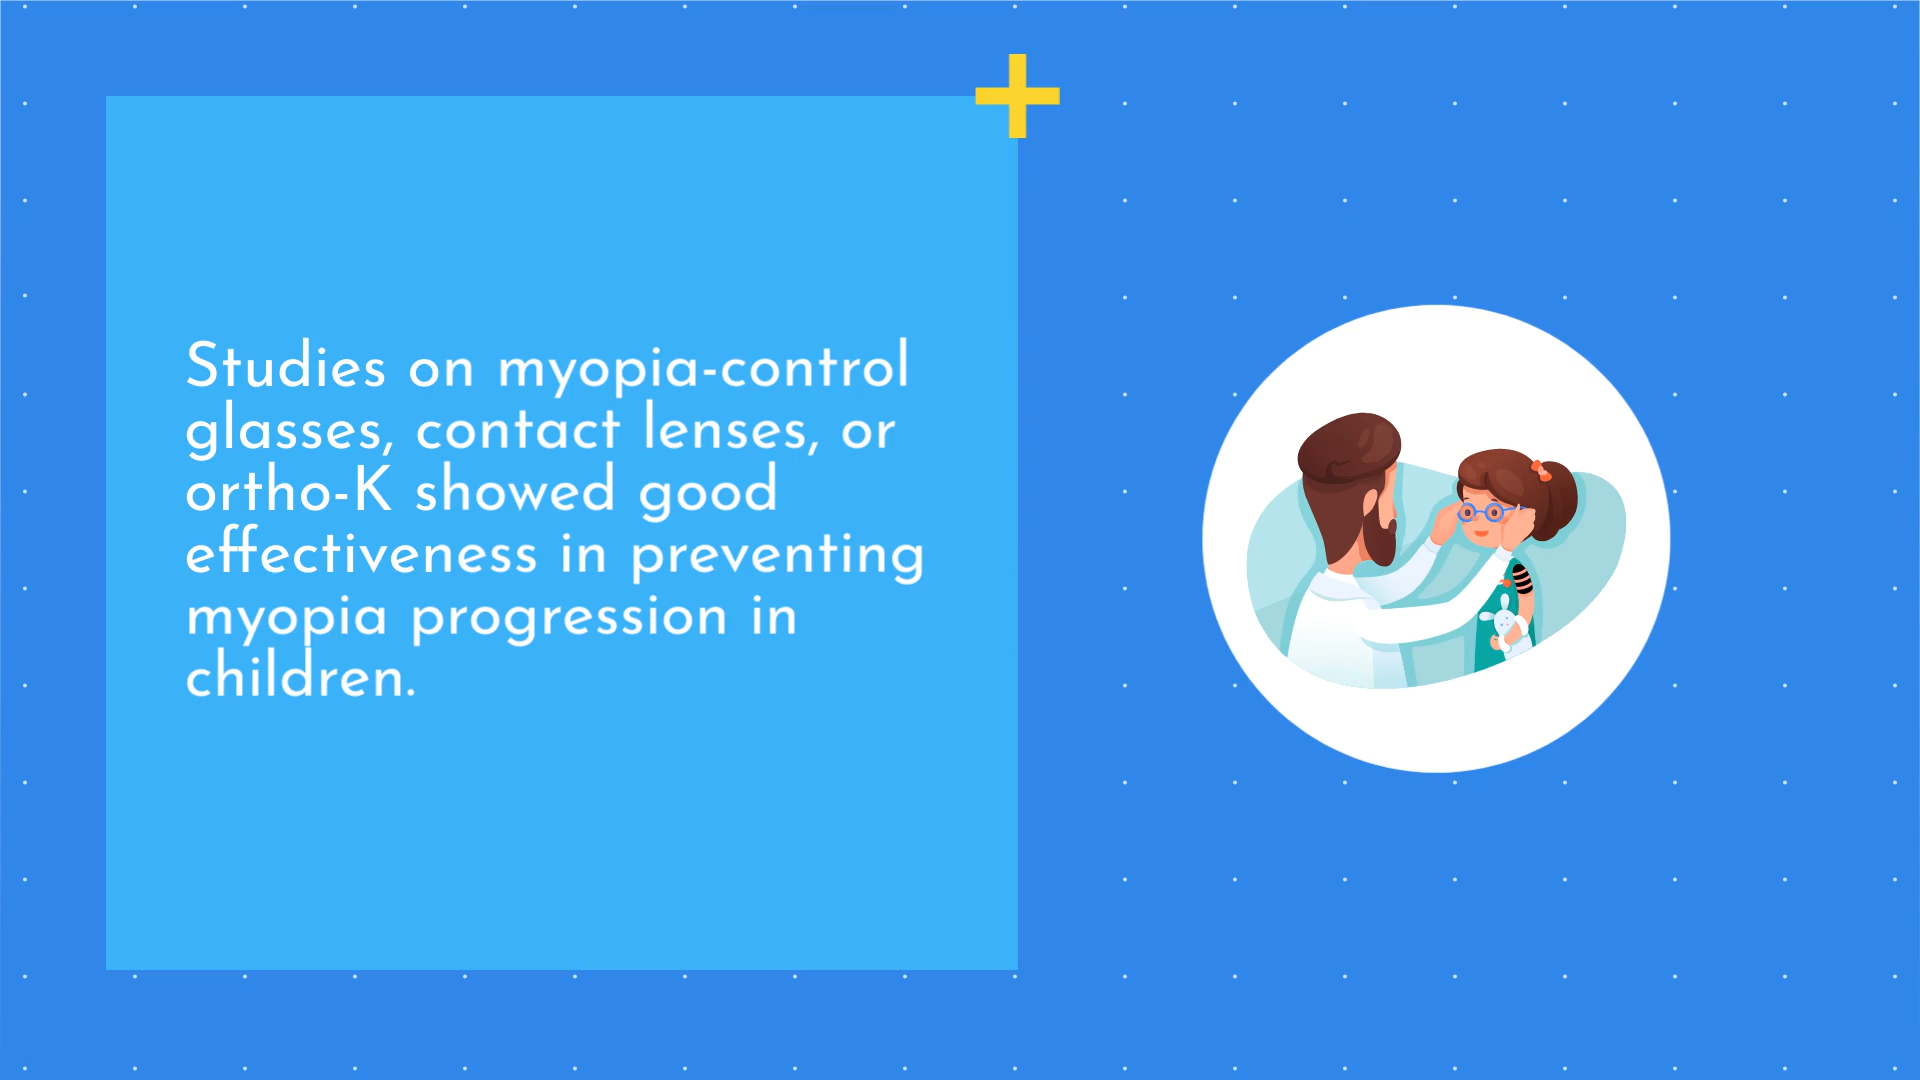 Studies on myopia-control
glasses, contact lenses, or
ortho-K showed good
effectiveness in preventing
myopia progression in
children.